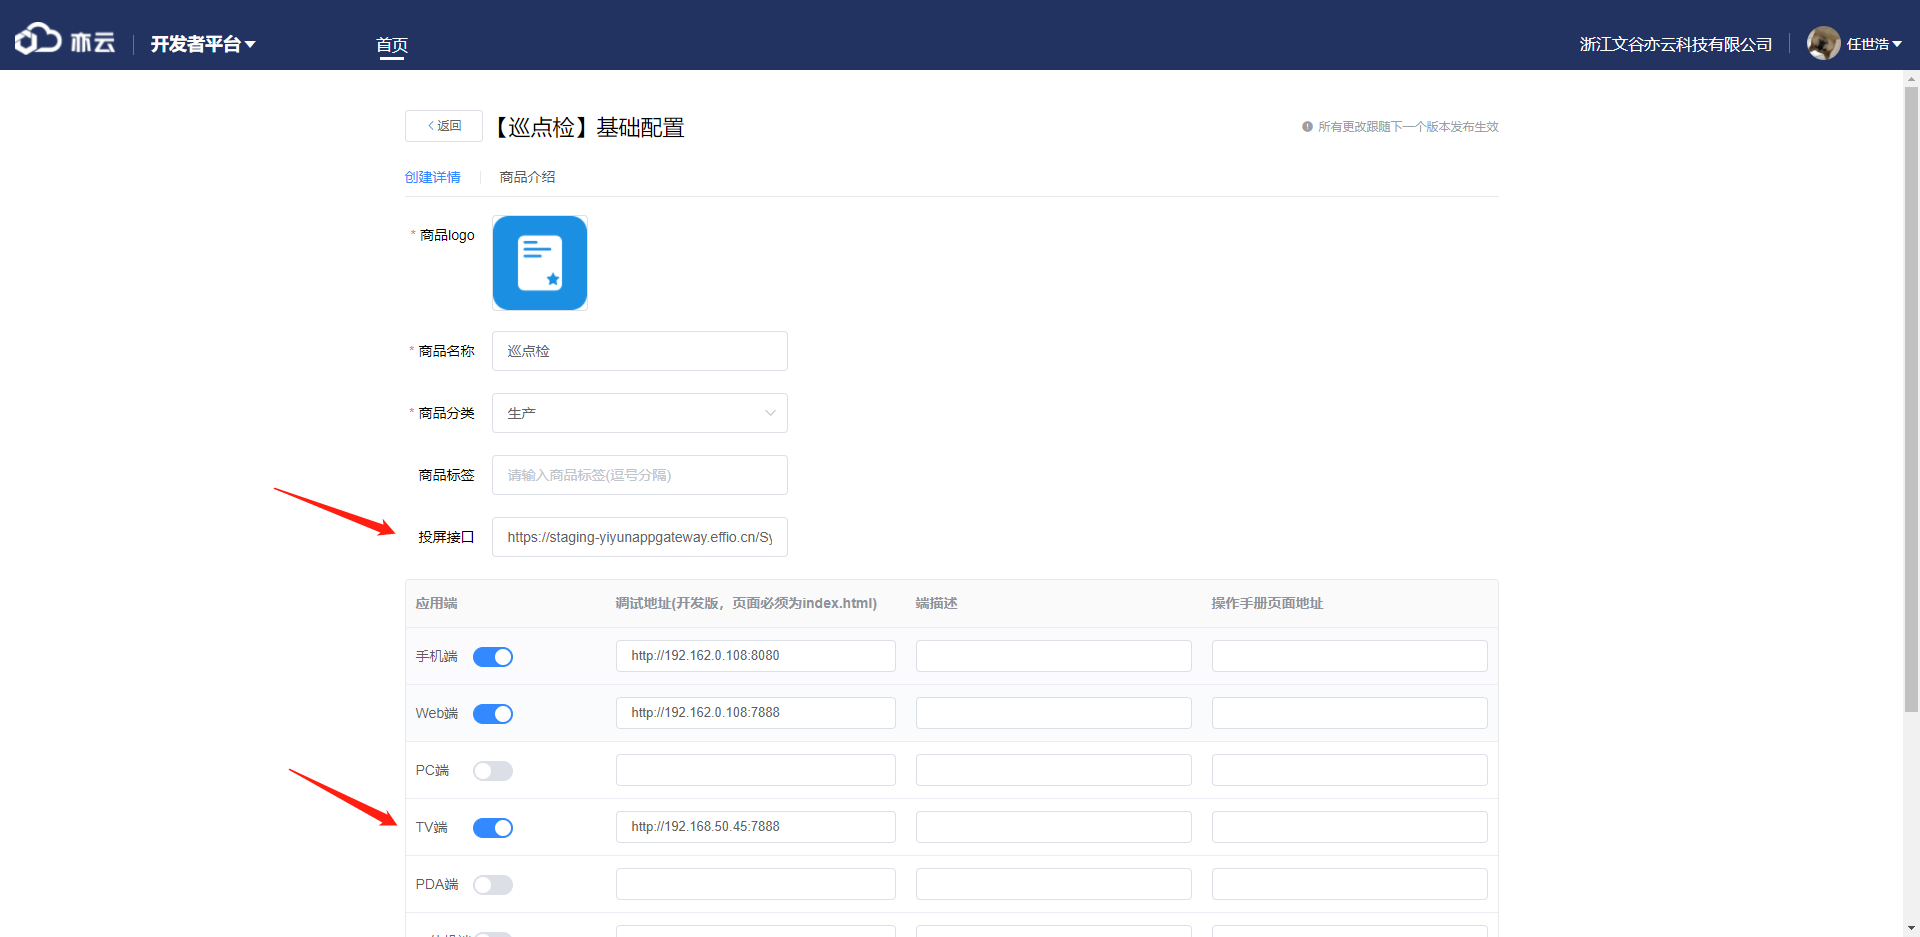 亦云
开发者平台
首页
浙江文谷亦云科技有限公司
任世浩
返回
【巡点检】基础配置
所有更改跟随下一个版本发布生效
创建详情
商品介绍
* 商品logo
* 商品名称
巡点检
* 商品分类
生产
商品标签
请输入商品标签(逗号分隔)
投屏接口
https://staging-yiyunappgateway.effio.cn/Sy
应用端
调试地址(开发版，页面必须为index.html)
端描述
操作手册页面地址
手机端
http://192.162.0.108:8080
Web端
http://192.162.0.108:7888
PC端
TV端
http://192.168.50.45:7888
PDA端